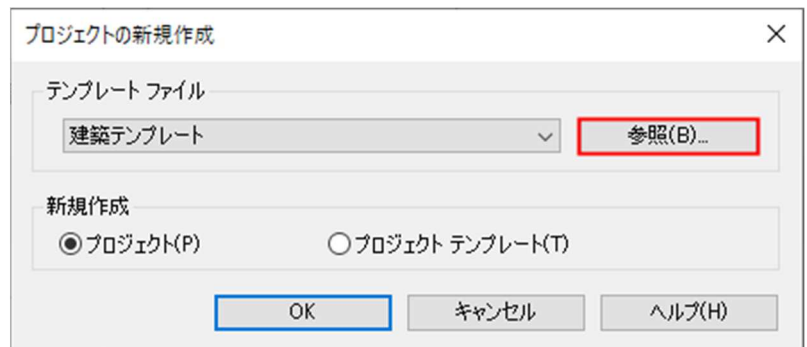 プロジェクトの新規作成
テンプレート ファイル
建築テンプレート 参照(B)...
新規作成
プロジェクト(P) プロジェクト テンプレート(T)
OK キャンセル ヘルプ(H)